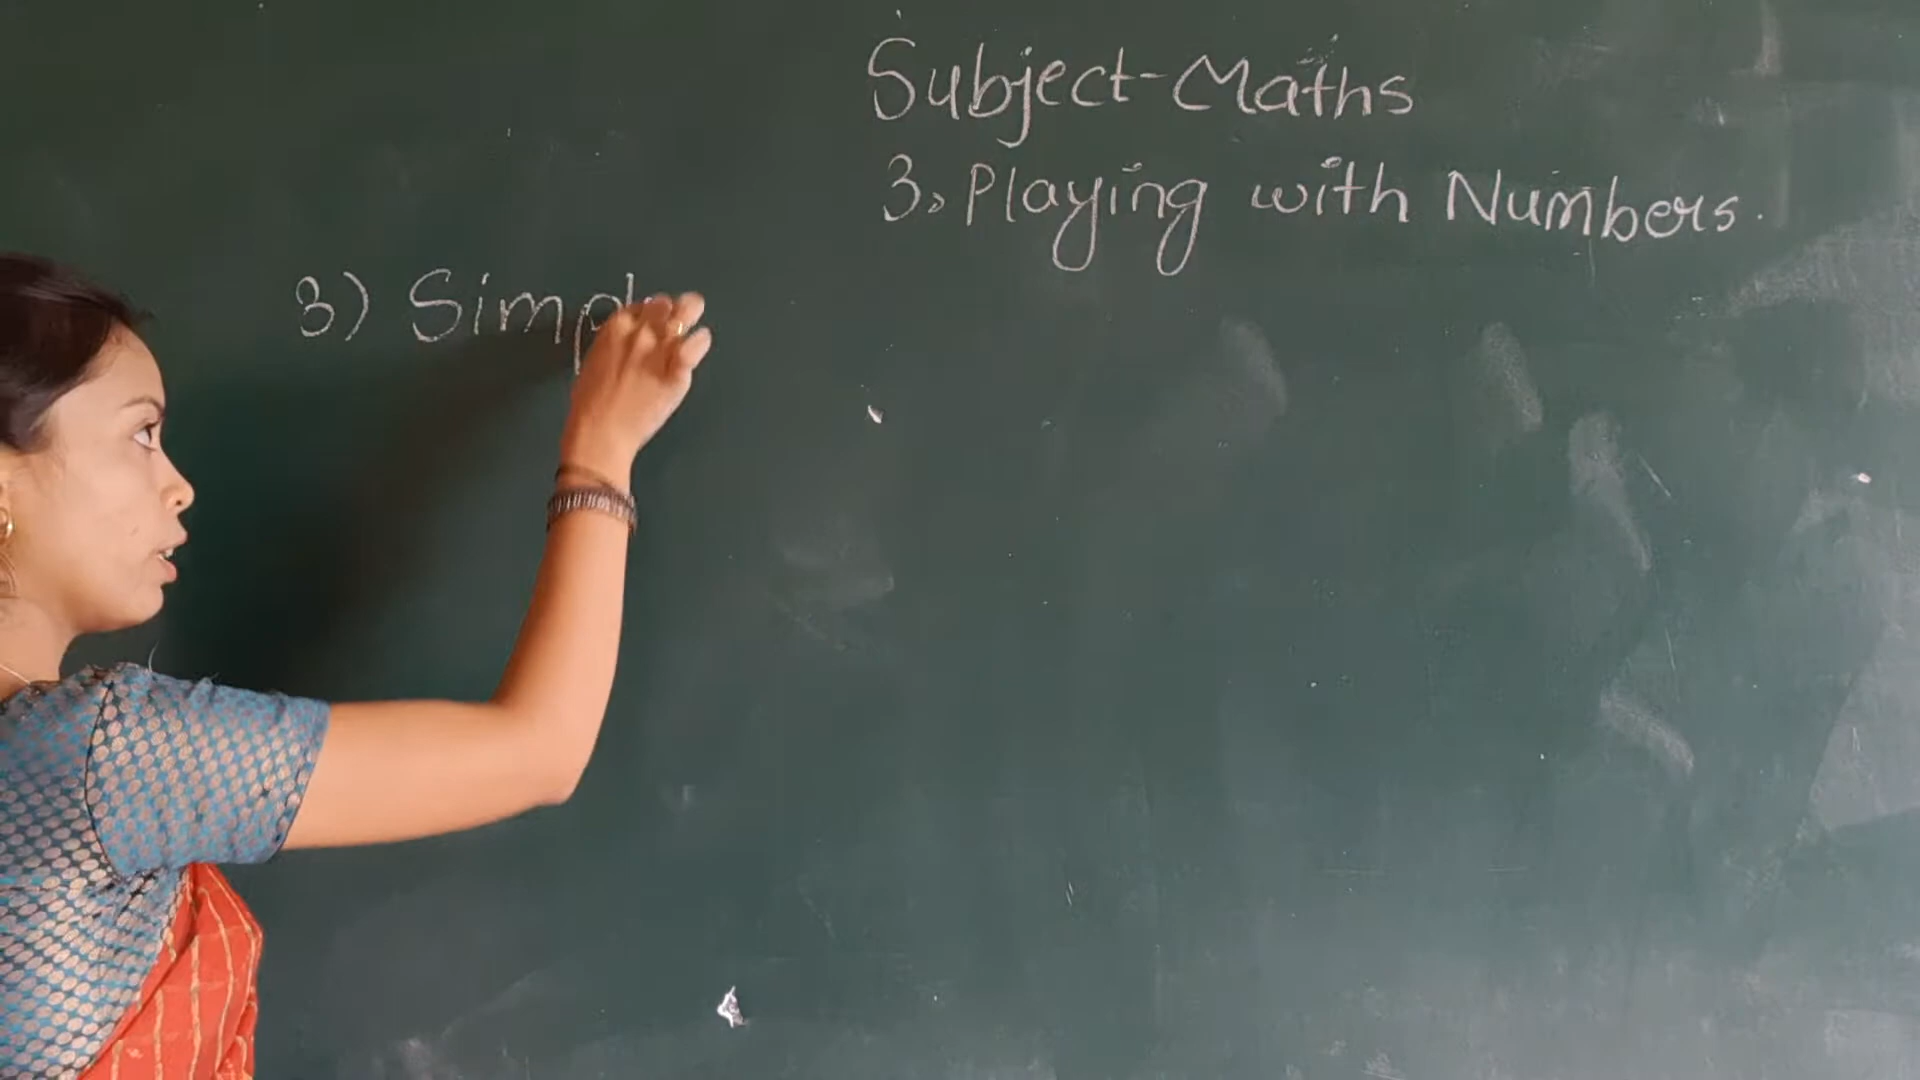 Subject-Maths
3. Playing with Numbers.
3) Simpl